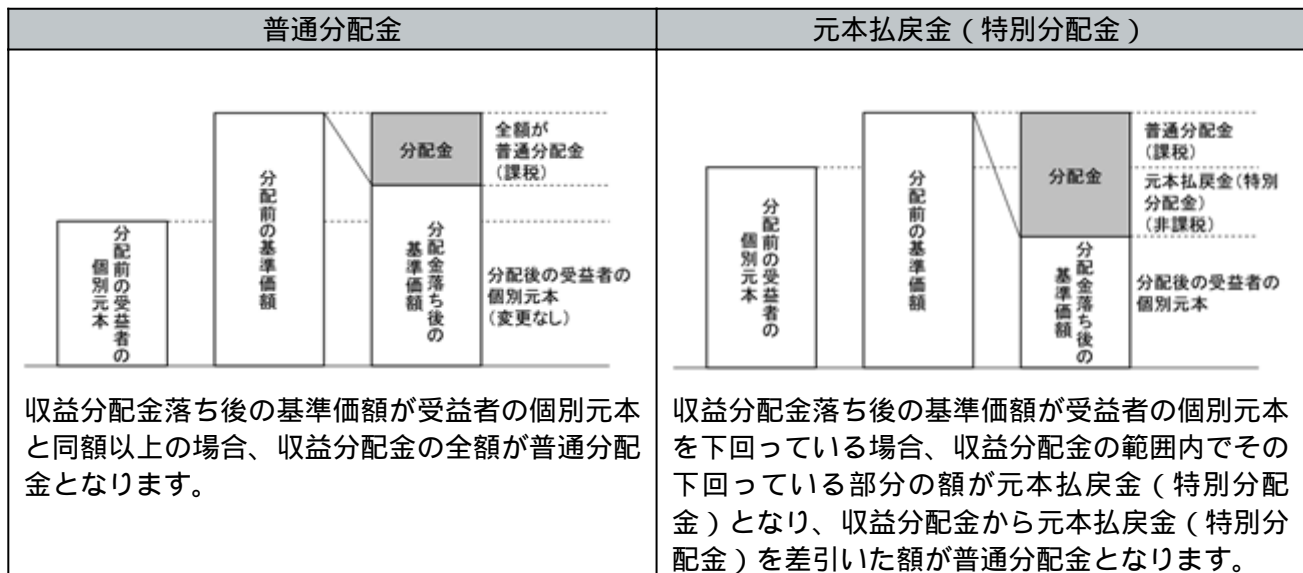 普通分配金
分配前の受益者の
個別元本
分配前の基準価額
分配金
分配金落ち後の
基準価額
全額が
普通分配金
(課税)
分配後の受益者の
個別元本
(変更なし)
収益分配金落ち後の基準価額が受益者の個別元本
と同額以上の場合、収益分配金の全額が普通分配
金となります。
元本払戻金(特別分配金)
分配前の受益者の
個別元本
分配前の基準価額
分配金
分配金落ち後の
基準価額
普通分配金
(課税)
元本払戻金(特別
分配金)
(非課税)
分配後の受益者の
個別元本
収益分配金落ち後の基準価額が受益者の個別元本
を下回っている場合、収益分配金の範囲内でその
下回っている部分の額が元本払戻金(特別分配
金)となり、収益分配金から元本払戻金(特別分
配金)を差引いた額が普通分配金となります。